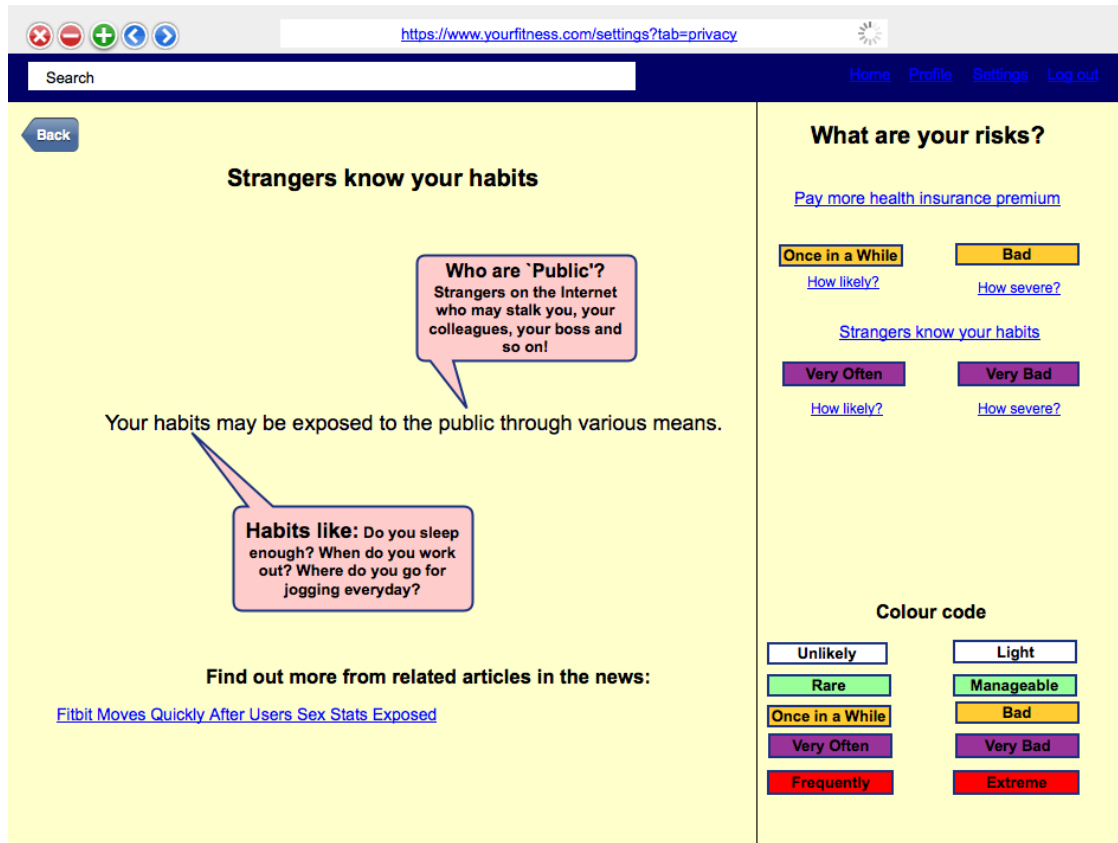 https://www.yourfitness.com/settings?tab=privacy
Search
Home Profile Settings Log out
Back
Strangers know your habits
Who are `Public'?
Strangers on the Internet
who may stalk you, your
colleagues, your boss and
so on!
Your habits may be exposed to the public through various means.
Habits like: Do you sleep
enough? When do you work
out? Where do you go for
jogging everyday?
Find out more from related articles in the news:
Fitbit Moves Quickly After Users Sex Stats Exposed
What are your risks?
Pay more health insurance premium
Once in a While Bad
How likely? How severe?
Strangers know your habits
Very Often Very Bad
How likely? How severe?
Colour code
Unlikely Light
Rare Manageable
Once in a While Bad
Very Often Very Bad
Frequently Extreme